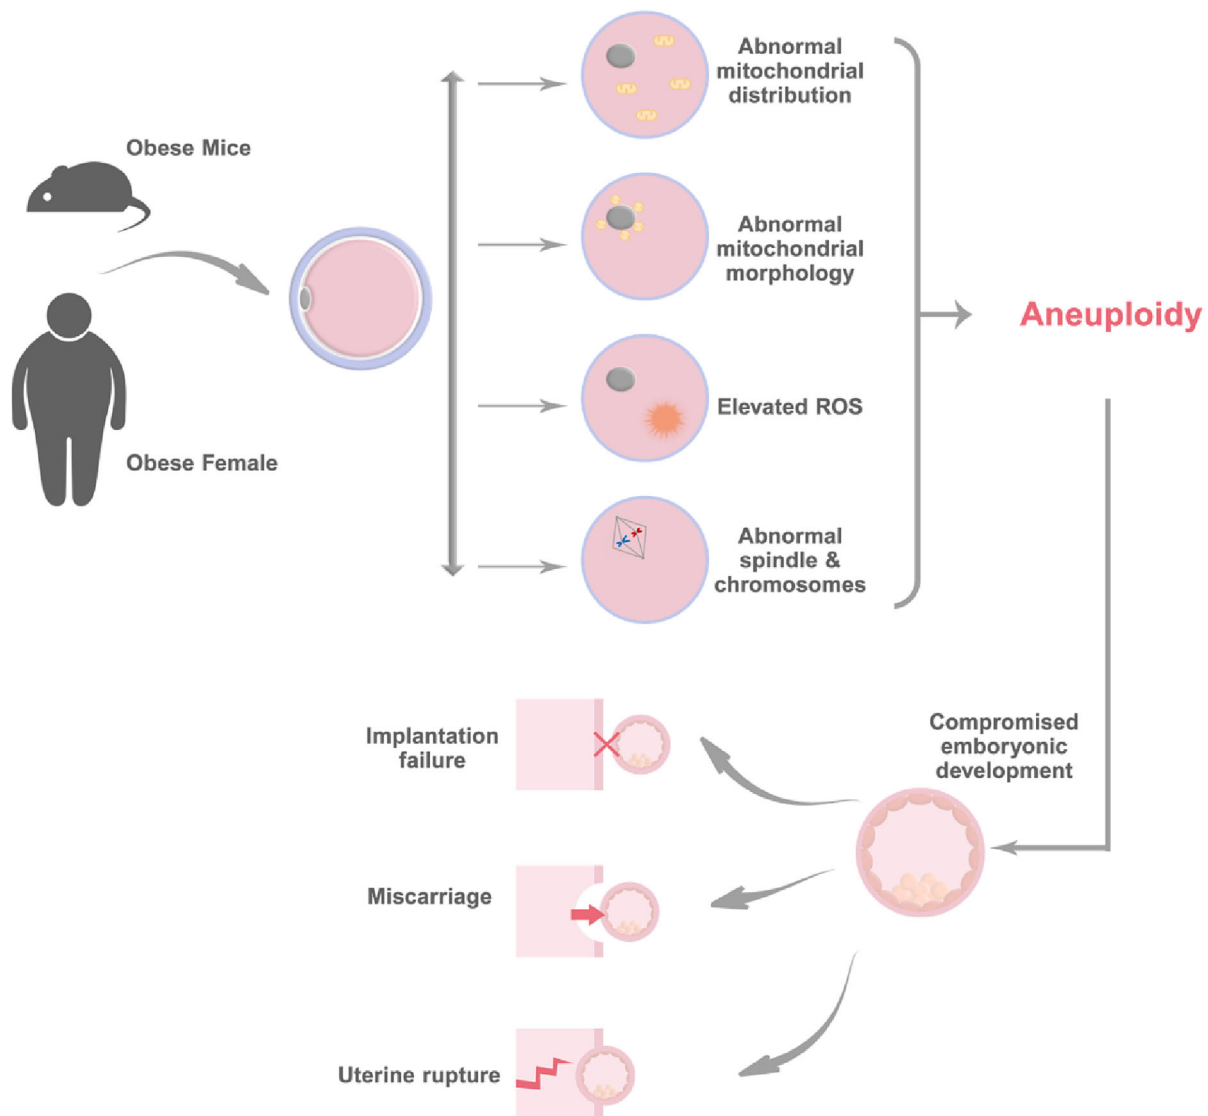 Obese Mice
Obese Female
Abnormal
mitochondrial
distribution
Abnormal
mitochondrial
morphology
Elevated ROS
Abnormal
spindle &
chromosomes
Aneuploidy
Compromised
emboryonic
development
Implantation
failure
Miscarriage
Uterine rupture